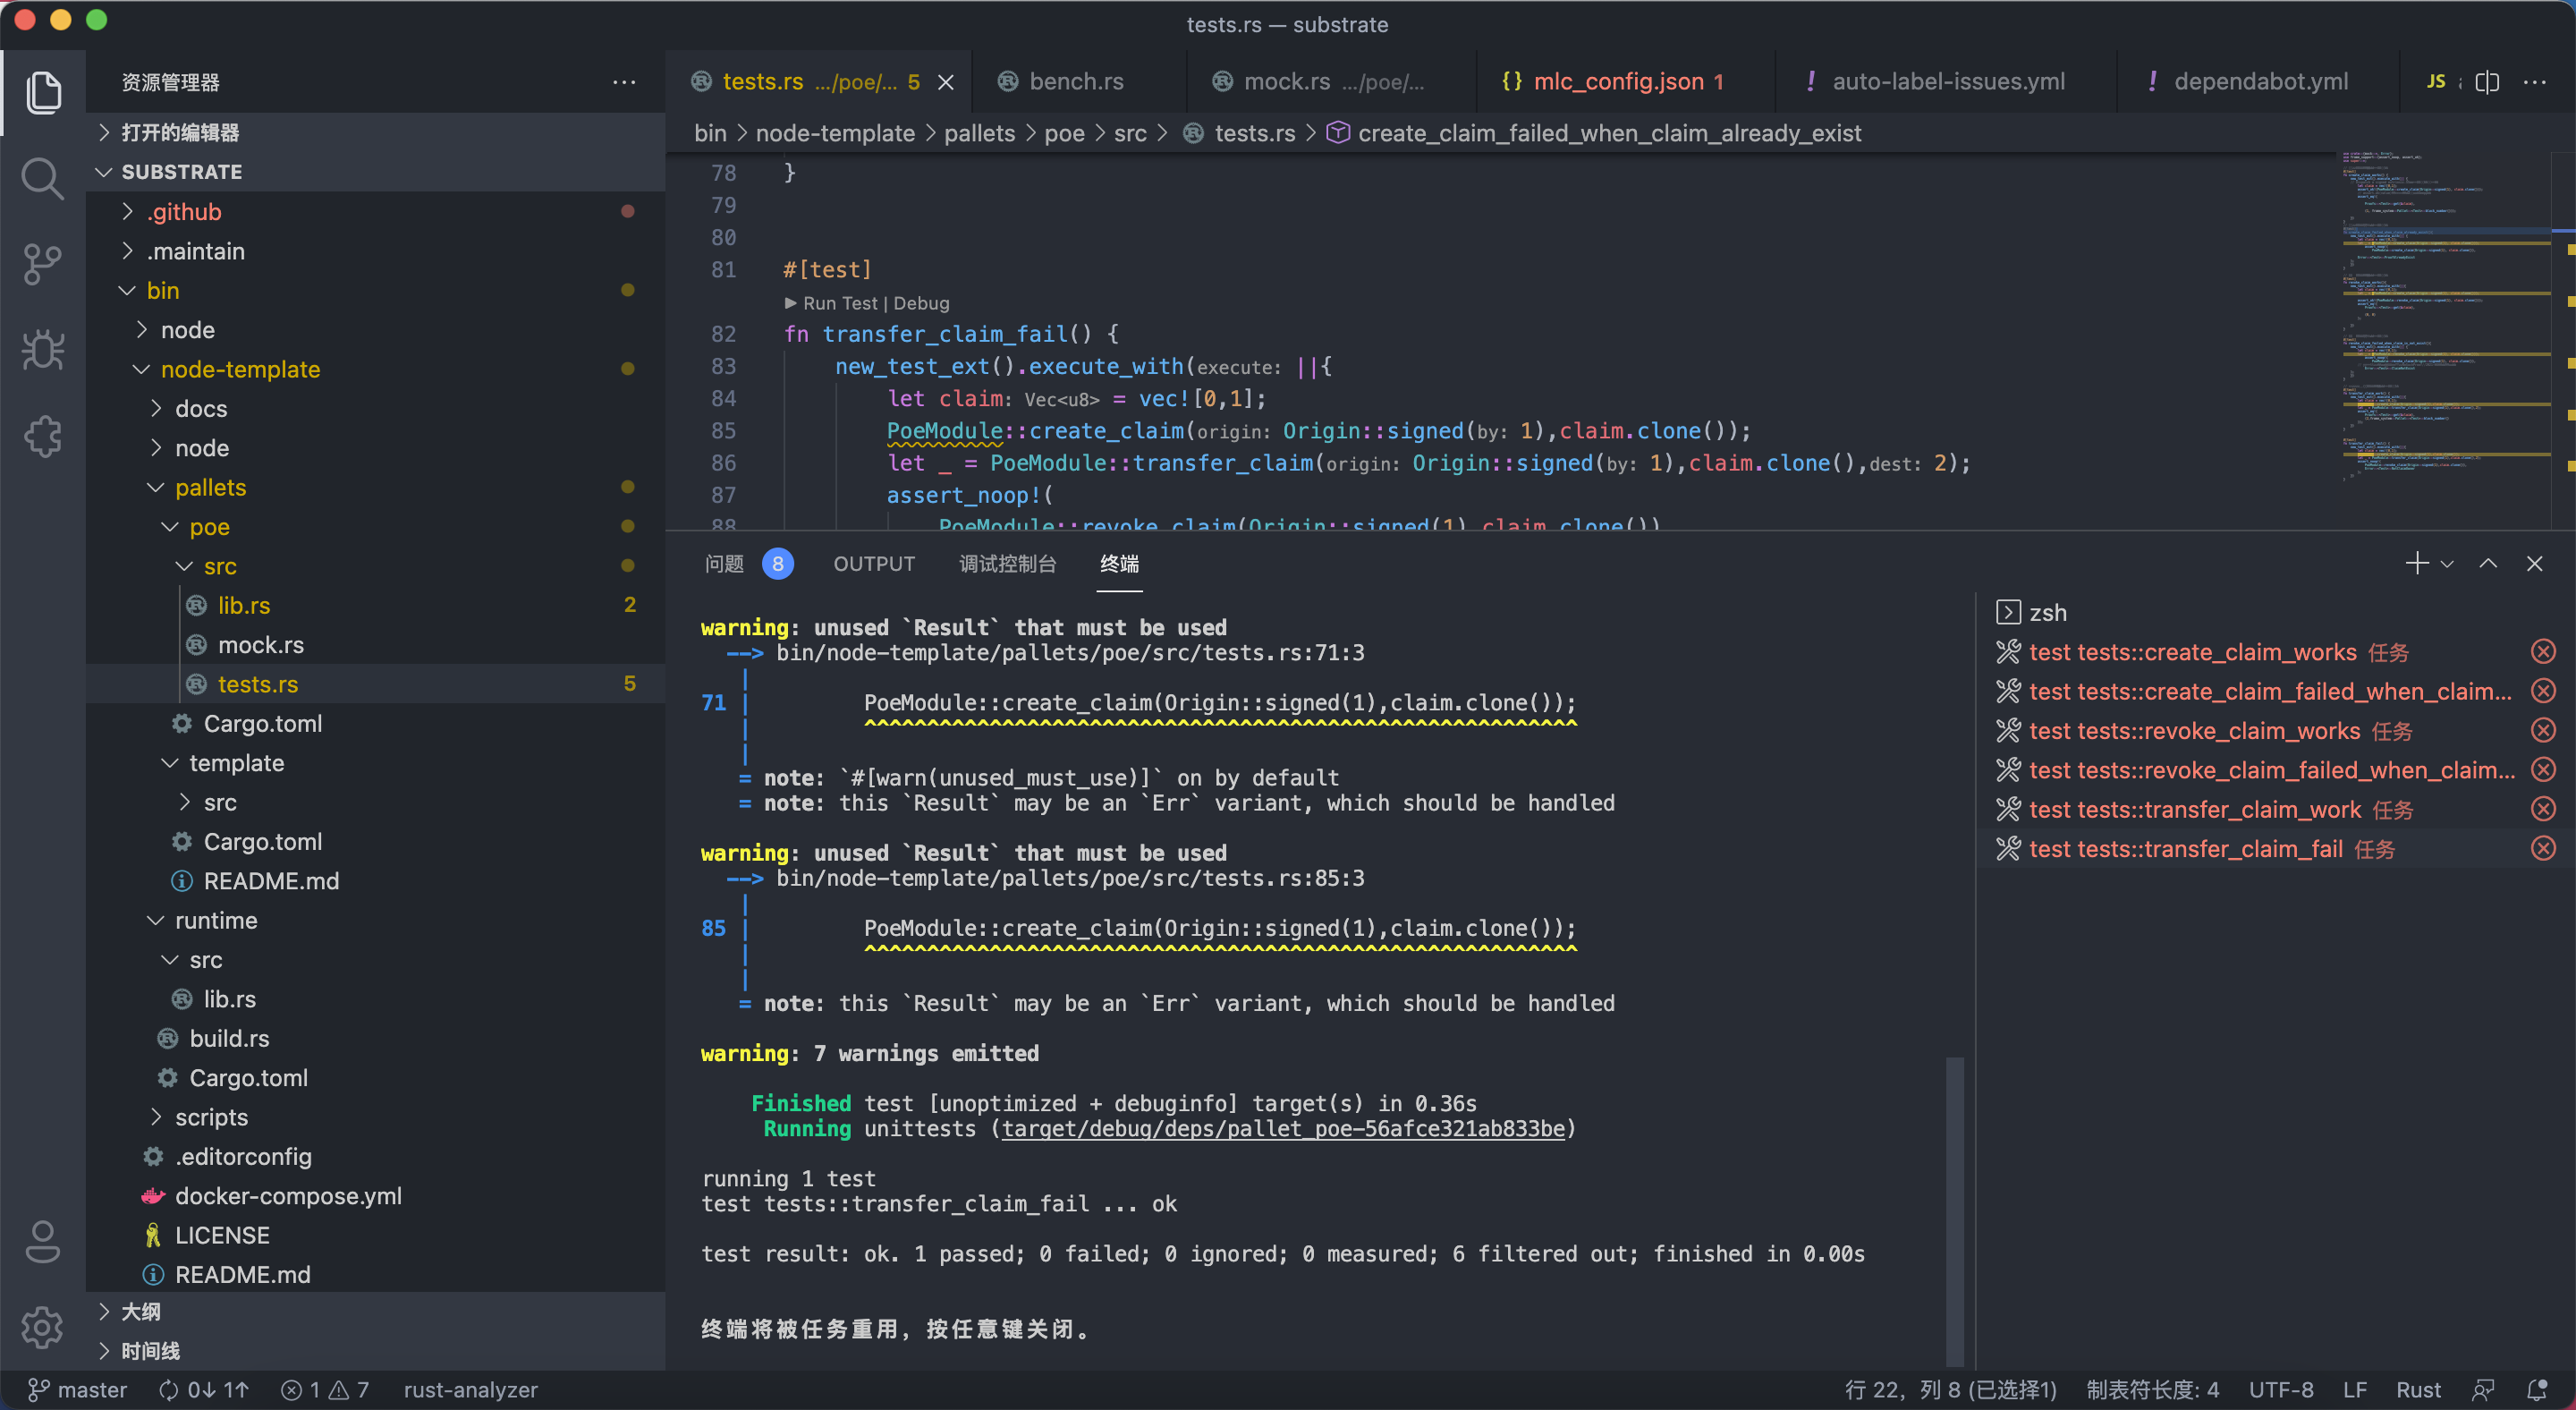 tests.rs — substrate
资源管理器
打开的编辑器
SUBSTRATE
.github
.maintain
bin
node
node-template
docs
node
pallets
poe
src
lib.rs 2
mock.rs
tests.rs 5
Cargo.toml
template
src
Cargo.toml
README.md
runtime
src
lib.rs
build.rs
Cargo.toml
scripts
.editorconfig
docker-compose.yml
LICENSE
README.md
大纲
时间线
tests.rs .../poe/... 5
bench.rs
mock.rs .../poe/...
{} mlc_config.json 1
! auto-label-issues.yml
! dependabot.yml
JS
bin > node-template > pallets > poe > src > tests.rs > create_claim_failed_when_claim_already_exist
78 }
79
80
81 #[test]
Run Test | Debug
82 fn transfer_claim_fail() {
83 new_test_ext().execute_with(execute: ||{
84 let claim: Vec<u8> = vec![0,1];
85 PoeModule::create_claim(origin: Origin::signed(by: 1),claim.clone());
86 let _ = PoeModule::transfer_claim(origin: Origin::signed(by: 1),claim.clone(),dest: 2);
87 assert_noop!(
88 PoeModule::revoke_claim(Origin::signed(1),claim.clone())
问题 8
OUTPUT
调试控制台
终端
warning: unused `Result` that must be used
--> bin/node-template/pallets/poe/src/tests.rs:71:3
|
71 | PoeModule::create_claim(Origin::signed(1),claim.clone());
| ^^^^^^^^^^^^^^^^^^^^^^^^^^^^^^^^^^^^^^^^^^^^^^^^^^^^^^^^^
|
= note: `#[warn(unused_must_use)]` on by default
= note: this `Result` may be an `Err` variant, which should be handled
warning: unused `Result` that must be used
--> bin/node-template/pallets/poe/src/tests.rs:85:3
|
85 | PoeModule::create_claim(Origin::signed(1),claim.clone());
| ^^^^^^^^^^^^^^^^^^^^^^^^^^^^^^^^^^^^^^^^^^^^^^^^^^^^^^^^^
|
= note: this `Result` may be an `Err` variant, which should be handled
warning: 7 warnings emitted
Finished test [unoptimized + debuginfo] target(s) in 0.36s
Running unittests (target/debug/deps/pallet_poe-56afce321ab833be)
running 1 test
test tests::transfer_claim_fail ... ok
test result: ok. 1 passed; 0 failed; 0 ignored; 0 measured; 6 filtered out; finished in 0.00s
终端将被任务重用，按任意键关闭。
zsh
test tests::create_claim_works 任务
test tests::create_claim_failed_when_claim...
test tests::revoke_claim_works 任务
test tests::revoke_claim_failed_when_claim...
test tests::transfer_claim_work 任务
test tests::transfer_claim_fail 任务
master 0↓ 1↑ 1 7 rust-analyzer
行 22，列 8 (已选择1) 制表符长度: 4 UTF-8 LF Rust